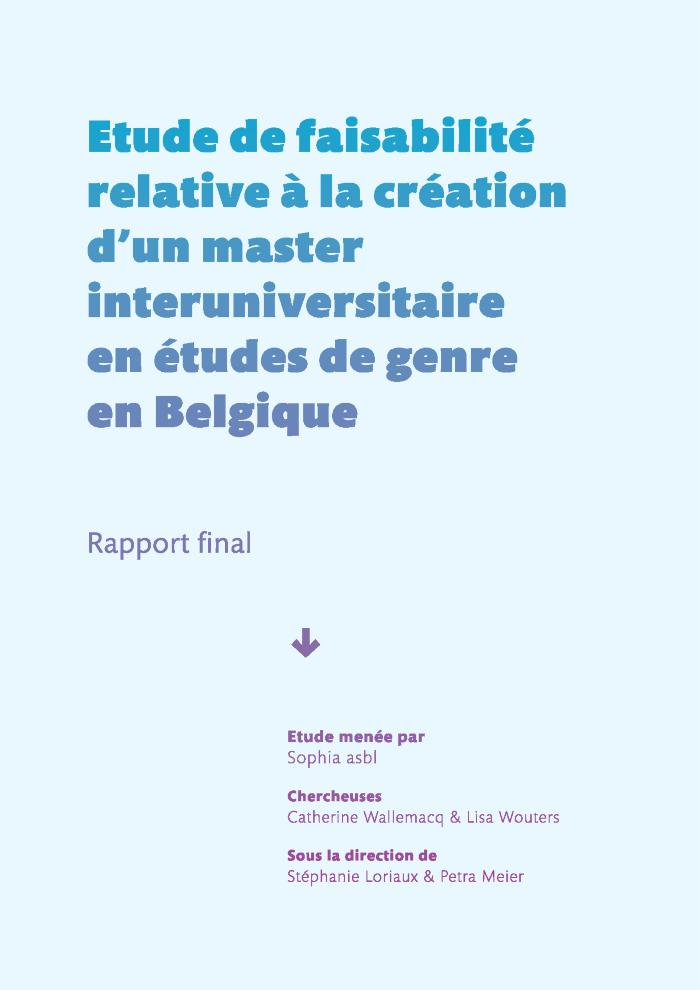 Etude de faisabilité
relative à la création
d’un master
interuniversitaire
en études de genre
en Belgique
Rapport final
Etude menée par
Sophia asbl
Chercheuses
Catherine Wallemacq & Lisa Wouters
Sous la direction de
Stéphanie Loriaux & Petra Meier